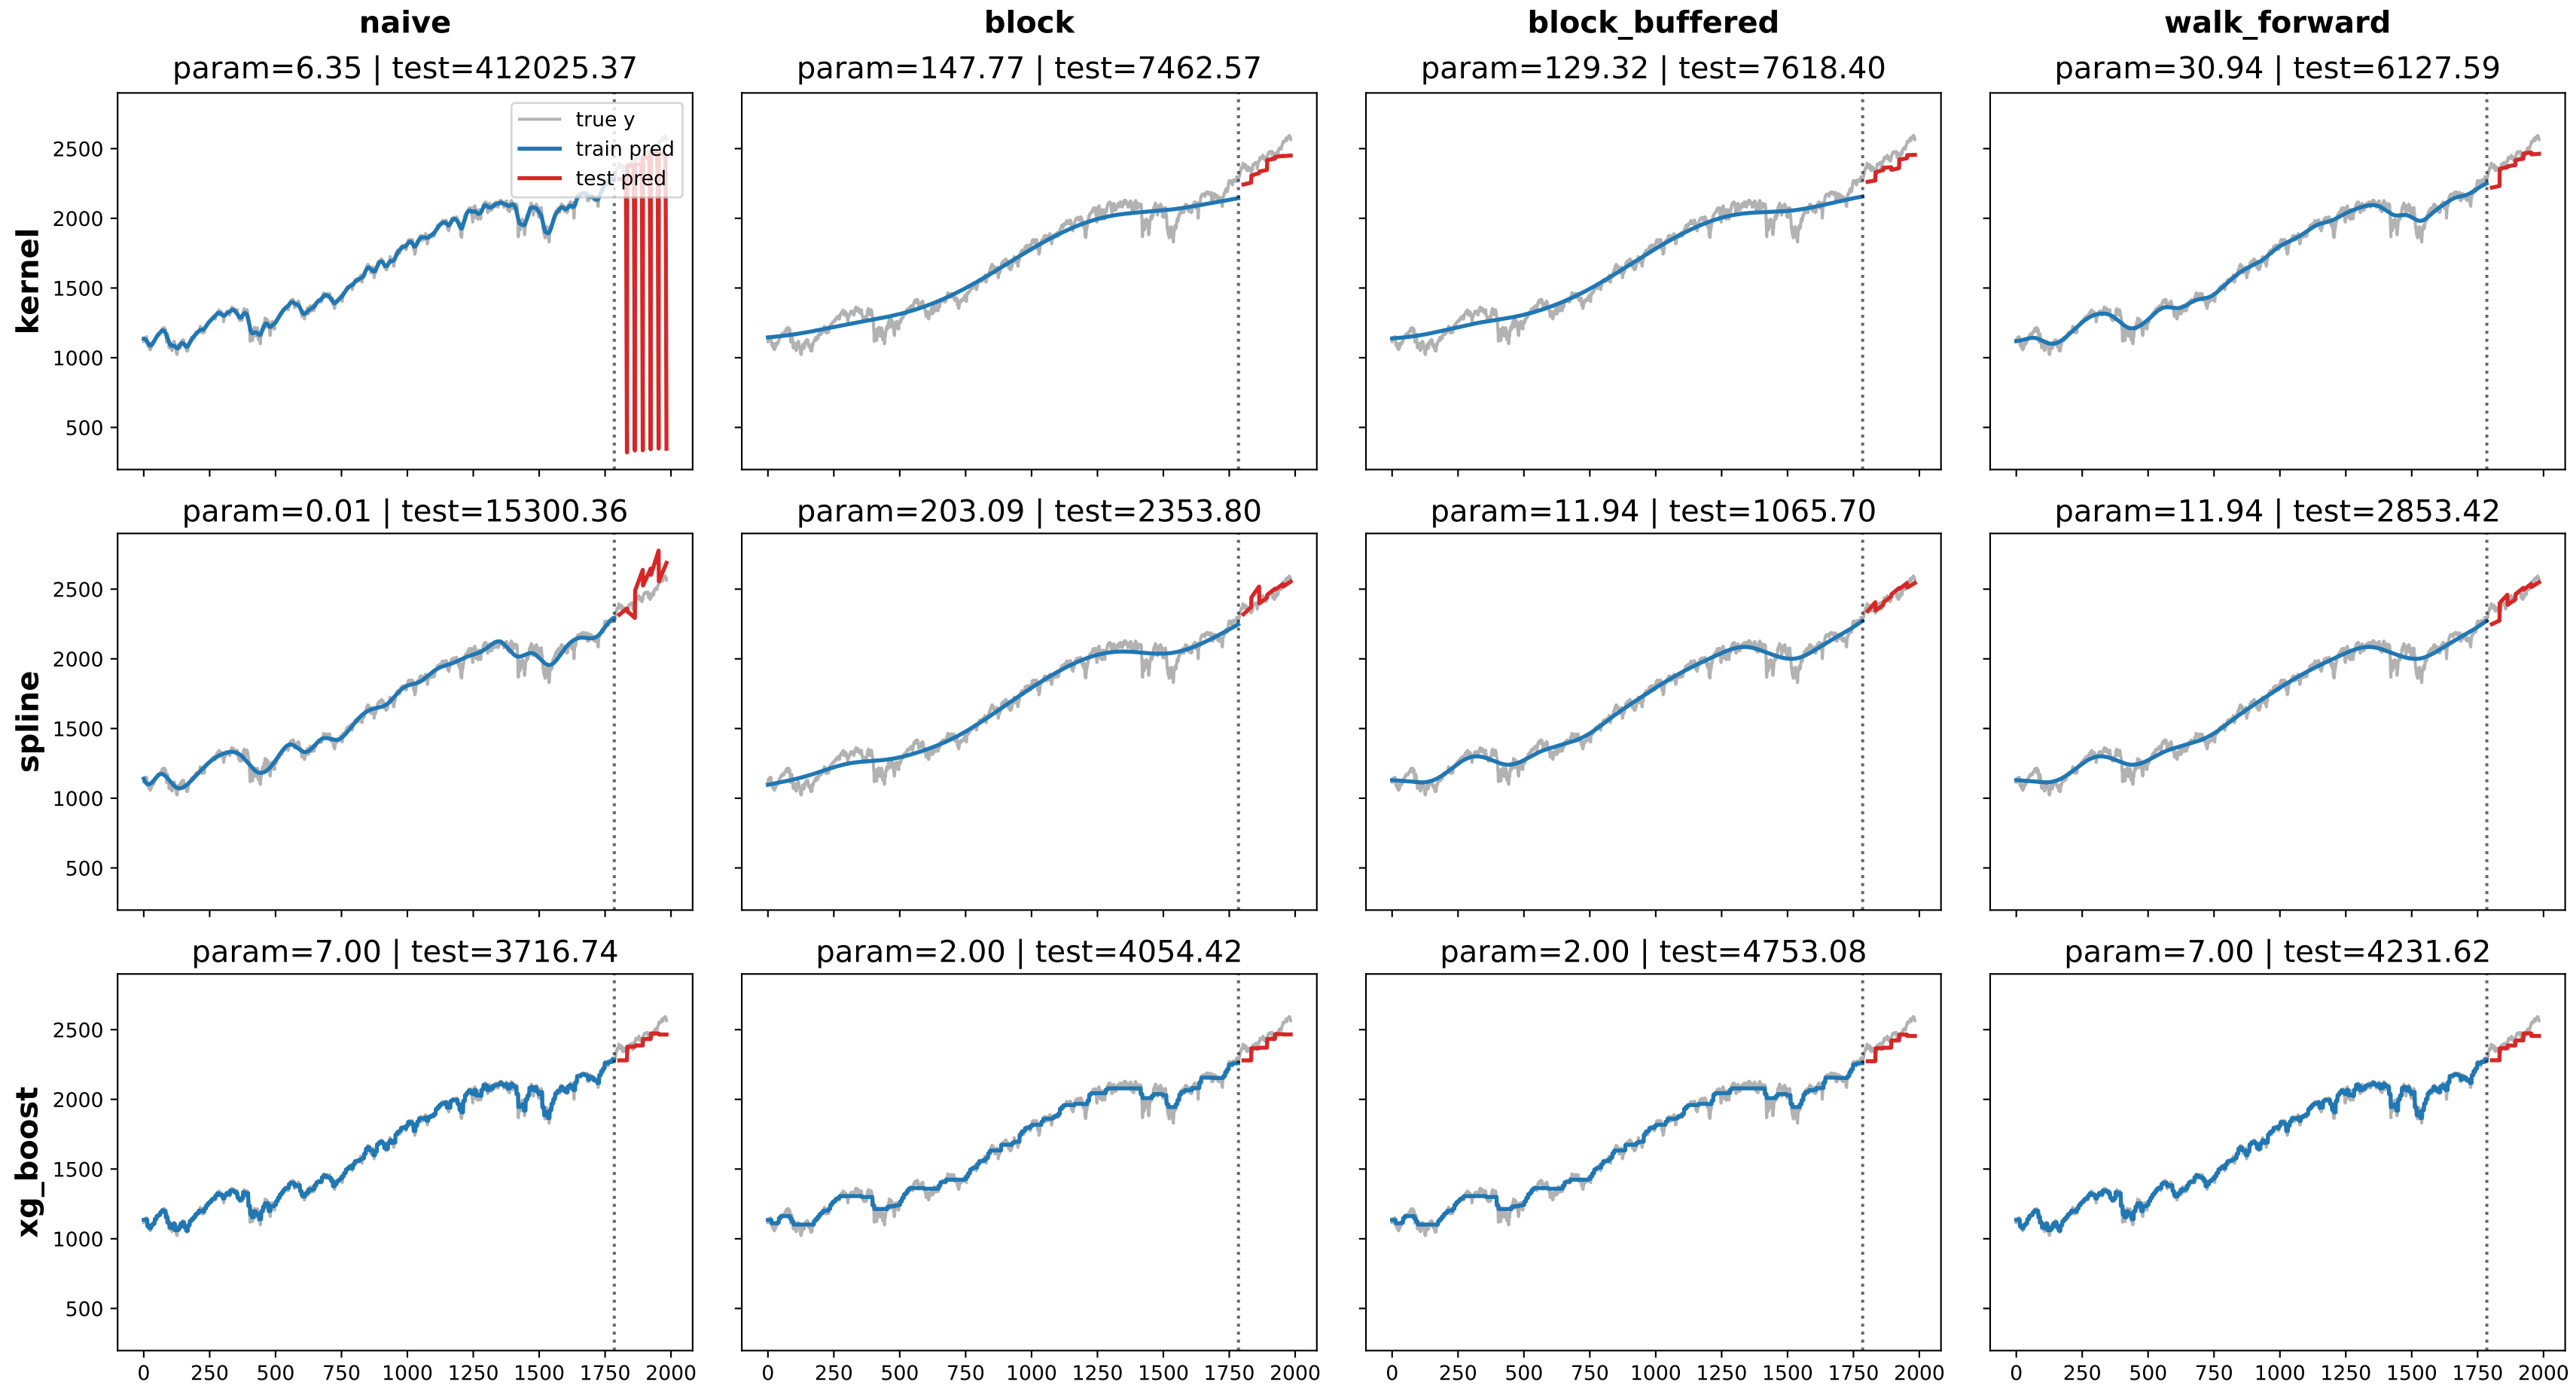 naive block block_buffered walk_forward
param=6.35 | test=412025.37 param=147.77 | test=7462.57 param=129.32 | test=7618.40 param=30.94 | test=6127.59
true y
train pred
test pred
kernel
2500
2000
1500
1000
500
param=0.01 | test=15300.36 param=203.09 | test=2353.80 param=11.94 | test=1065.70 param=11.94 | test=2853.42
spline
2500
2000
1500
1000
500
param=7.00 | test=3716.74 param=2.00 | test=4054.42 param=2.00 | test=4753.08 param=7.00 | test=4231.62
xg_boost
2500
2000
1500
1000
500
0 250 500 750 1000 1250 1500 1750 2000 0 250 500 750 1000 1250 1500 1750 2000 0 250 500 750 1000 1250 1500 1750 2000 0 250 500 750 1000 1250 1500 1750 2000